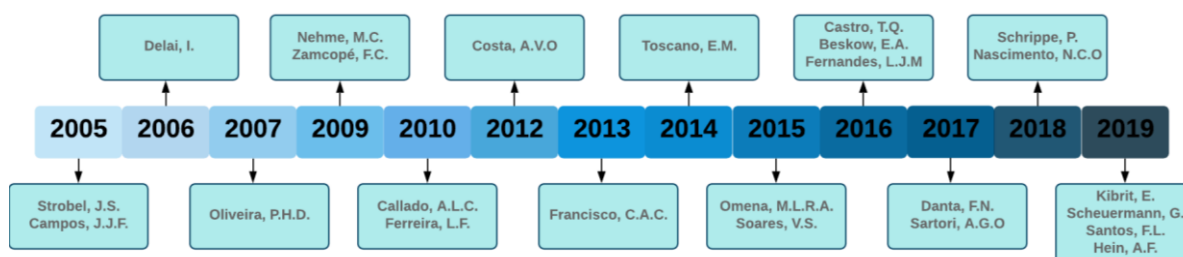 Delai, I.
Nehme, M.C.
Zamcopé, F.C.
Costa, A.V.O
Toscano, E.M.
Castro, T.Q.
Beskow, E.A.
Fernandes, L.J.M
Schrippe, P.
Nascimento, N.C.O
2005 2006 2007 2009 2010 2012 2013 2014 2015 2016 2017 2018 2019
Strobel, J.S.
Campos, J.J.F.
Oliveira, P.H.D.
Callado, A.L.C.
Ferreira, L.F.
Francisco, C.A.C.
Omena, M.L.R.A.
Soares, V.S.
Danta, F.N.
Sartori, A.G.O
Kibrit, E.
Scheuermann, G.
Santos, F.L.
Hein, A.F.